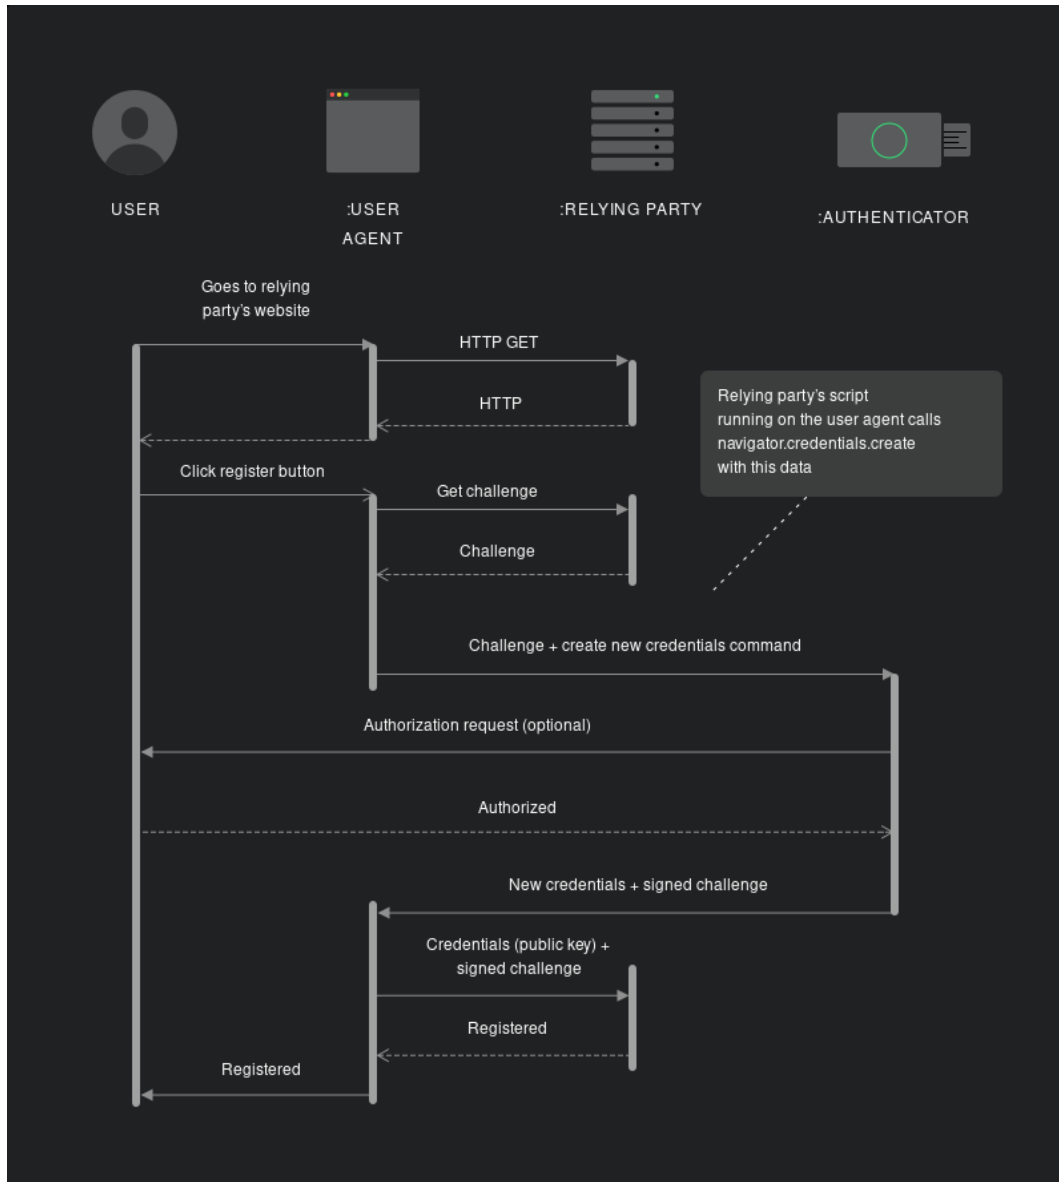 USER
:USER
AGENT
:RELYING PARTY
:AUTHENTICATOR
Goes to relying
party’s website
HTTP GET
HTTP
Relying party’s script
running on the user agent calls
navigator.credentials.create
with this data
Click register button
Get challenge
Challenge
Challenge + create new credentials command
Authorization request (optional)
Authorized
New credentials + signed challenge
Credentials (public key) +
signed challenge
Registered
Registered